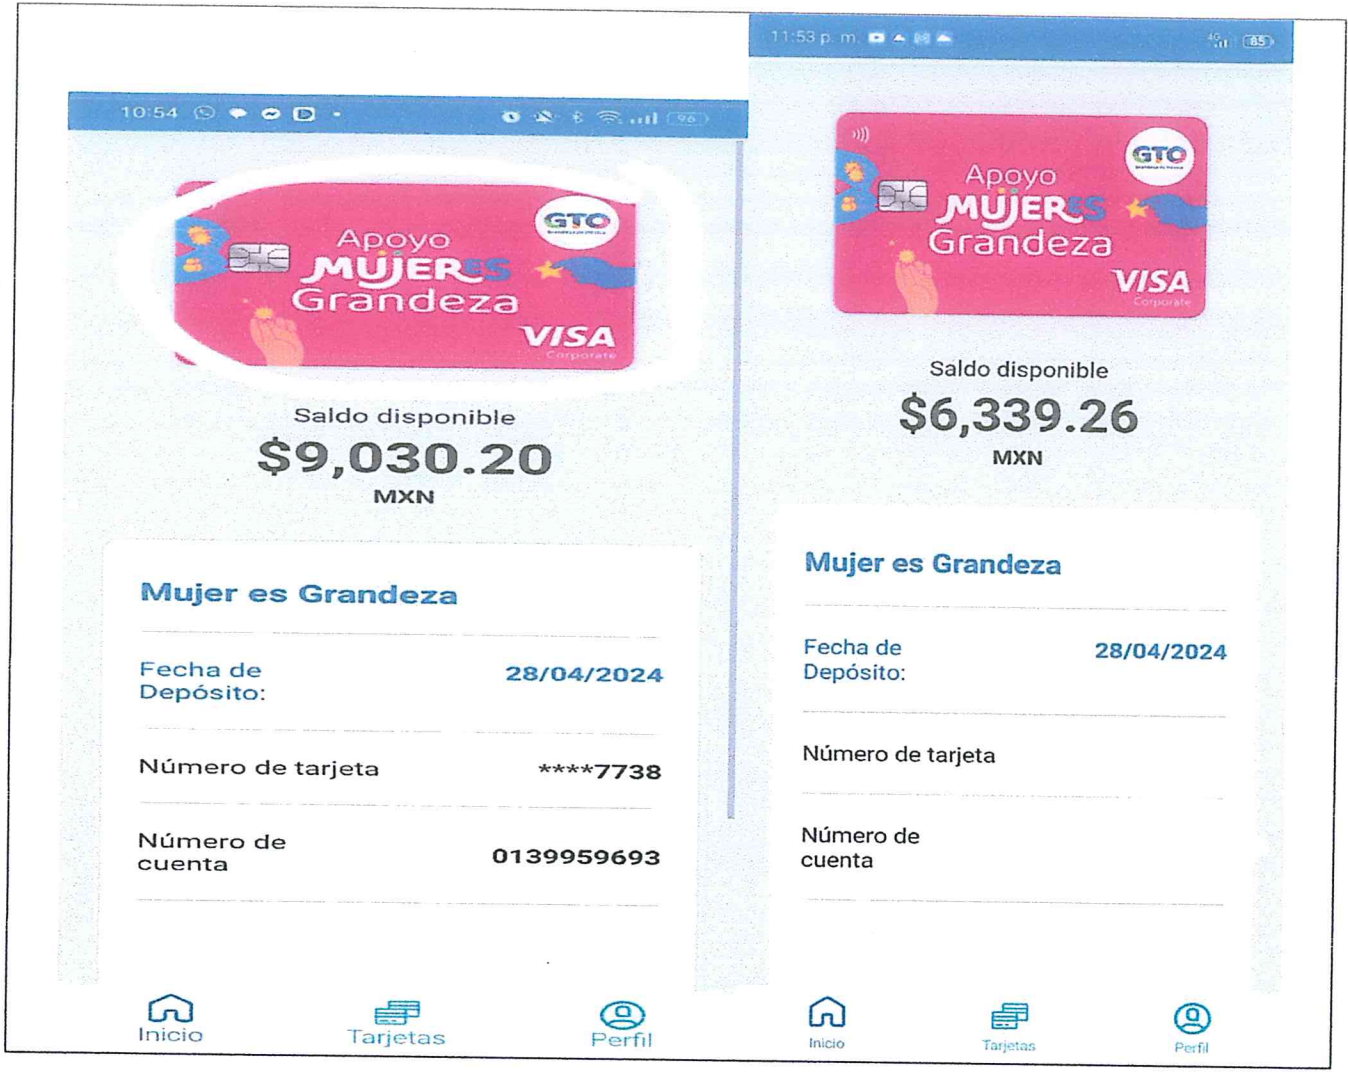 10:54
96
GTO
Apoyo
MUJERES
Grandeza
VISA
Corporate
Saldo disponible
$9,030.20
MXN
Mujer es Grandeza
Fecha de
Depósito:
28/04/2024
Número de tarjeta
****7738
Número de
cuenta
0139959693
Inicio
Tarjetas
Perfil
11:53 p. m.
4G
85
GTO
Apoyo
MUJERES
Grandeza
VISA
Corporate
Saldo disponible
$6,339.26
MXN
Mujer es Grandeza
Fecha de
Depósito:
28/04/2024
Número de tarjeta
Número de
cuenta
Inicio
Tarjetas
Perfil